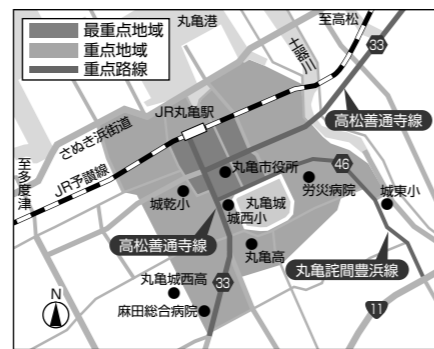 最重点地域
重点地域
重点路線
丸亀港
至高松
33
土器川
JR丸亀駅
さぬき浜街道
高松善通寺線
至多度津
JR予讃線
丸亀市役所
46
労災病院
城東小
城乾小
城西小
丸亀城
高松善通寺線
丸亀高
丸亀詫間豊浜線
丸亀城西高
33
N
麻田総合病院
11